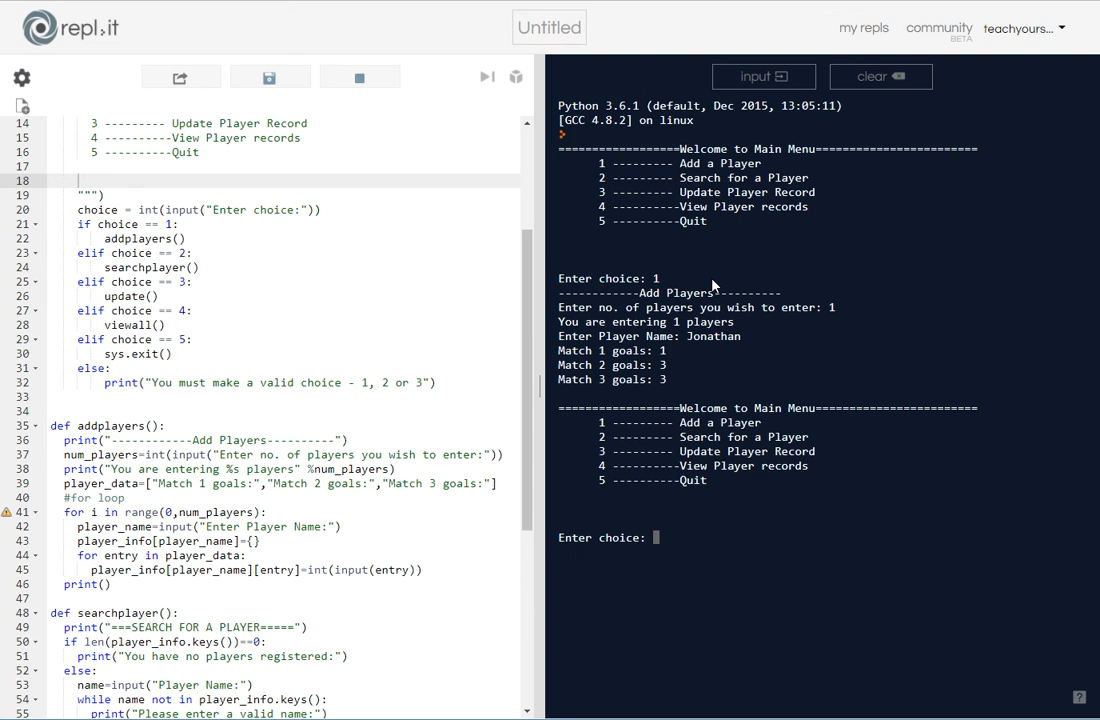 repl.it
Untitled
my repls
community
BETA
teachyours...
input
clear
14 3 --------- Update Player Record
15 4 ----------View Player records
16 5 ----------Quit
17
18
19 """)
20 choice = int(input("Enter choice:"))
21 if choice == 1:
22 addplayers()
23 elif choice == 2:
24 searchplayer()
25 elif choice == 3:
26 update()
27 elif choice == 4:
28 viewall()
29 elif choice == 5:
30 sys.exit()
31 else:
32 print("You must make a valid choice - 1, 2 or 3")
33
34
35 def addplayers():
36 print("------------Add Players----------")
37 num_players=int(input("Enter no. of players you wish to enter:"))
38 print("You are entering %s players" %num_players)
39 player_data=["Match 1 goals:","Match 2 goals:","Match 3 goals:"]
40 #for loop
41 for i in range(0,num_players):
42 player_name=input("Enter Player Name:")
43 player_info[player_name]={}
44 for entry in player_data:
45 player_info[player_name][entry]=int(input(entry))
46 print()
47
48 def searchplayer():
49 print("===SEARCH FOR A PLAYER=====")
50 if len(player_info.keys())==0:
51 print("You have no players registered:")
52 else:
53 name=input("Player Name:")
54 while name not in player_info.keys():
55 print("Please enter a valid name:")
Python 3.6.1 (default, Dec 2015, 13:05:11)
[GCC 4.8.2] on linux
==================Welcome to Main Menu========================
1 --------- Add a Player
2 --------- Search for a Player
3 --------- Update Player Record
4 ----------View Player records
5 ----------Quit
Enter choice: 1
------------Add Players----------
Enter no. of players you wish to enter: 1
You are entering 1 players
Enter Player Name: Jonathan
Match 1 goals: 1
Match 2 goals: 3
Match 3 goals: 3
==================Welcome to Main Menu========================
1 --------- Add a Player
2 --------- Search for a Player
3 --------- Update Player Record
4 ----------View Player records
5 ----------Quit
Enter choice:
?